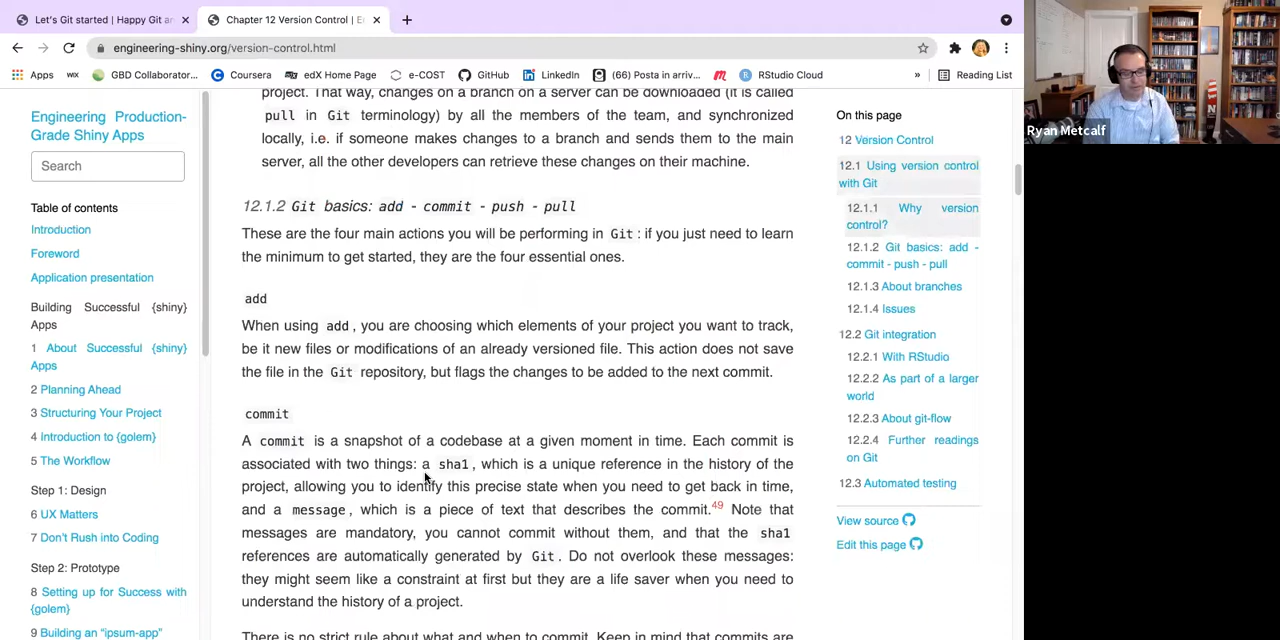 Let's Git started | Happy Git an
Chapter 12 Version Control | E
engineering-shiny.org/version-control.html
Apps
WIX
GBD Collaborator...
Coursera
edX Home Page
e-COST
GitHub
LinkedIn
(66) Posta in arriv...
RStudio Cloud
»
Reading List
Ryan Metcalf
Engineering Production-
Grade Shiny Apps
Search
Table of contents
Introduction
Foreword
Application presentation
Building Successful {shiny}
Apps
1 About Successful {shiny}
Apps
2 Planning Ahead
3 Structuring Your Project
4 Introduction to {golem}
5 The Workflow
Step 1: Design
6 UX Matters
7 Don't Rush into Coding
Step 2: Prototype
8 Setting up for Success with
{golem}
9 Building an "ipsum-app"
project. That way, changes on a branch on a server can be downloaded (it is called
pull in Git terminology) by all the members of the team, and synchronized
locally, i.e. if someone makes changes to a branch and sends them to the main
server, all the other developers can retrieve these changes on their machine.
12.1.2 Git basics: add - commit - push - pull
These are the four main actions you will be performing in Git: if you just need to learn
the minimum to get started, they are the four essential ones.
add
When using add, you are choosing which elements of your project you want to track,
be it new files or modifications of an already versioned file. This action does not save
the file in the Git repository, but flags the changes to be added to the next commit.
commit
A commit is a snapshot of a codebase at a given moment in time. Each commit is
associated with two things: a sha1, which is a unique reference in the history of the
project, allowing you to identify this precise state when you need to get back in time,
and a message, which is a piece of text that describes the commit.49 Note that
messages are mandatory, you cannot commit without them, and that the sha1
references are automatically generated by Git. Do not overlook these messages:
they might seem like a constraint at first but they are a life saver when you need to
understand the history of a project.
There is no strict rule about what and when to commit. Keep in mind that commits are
On this page
12 Version Control
12.1 Using version control
with Git
12.1.1 Why version
control?
12.1.2 Git basics: add -
commit - push - pull
12.1.3 About branches
12.1.4 Issues
12.2 Git integration
12.2.1 With RStudio
12.2.2 As part of a larger
world
12.2.3 About git-flow
12.2.4 Further readings
on Git
12.3 Automated testing
View source
Edit this page